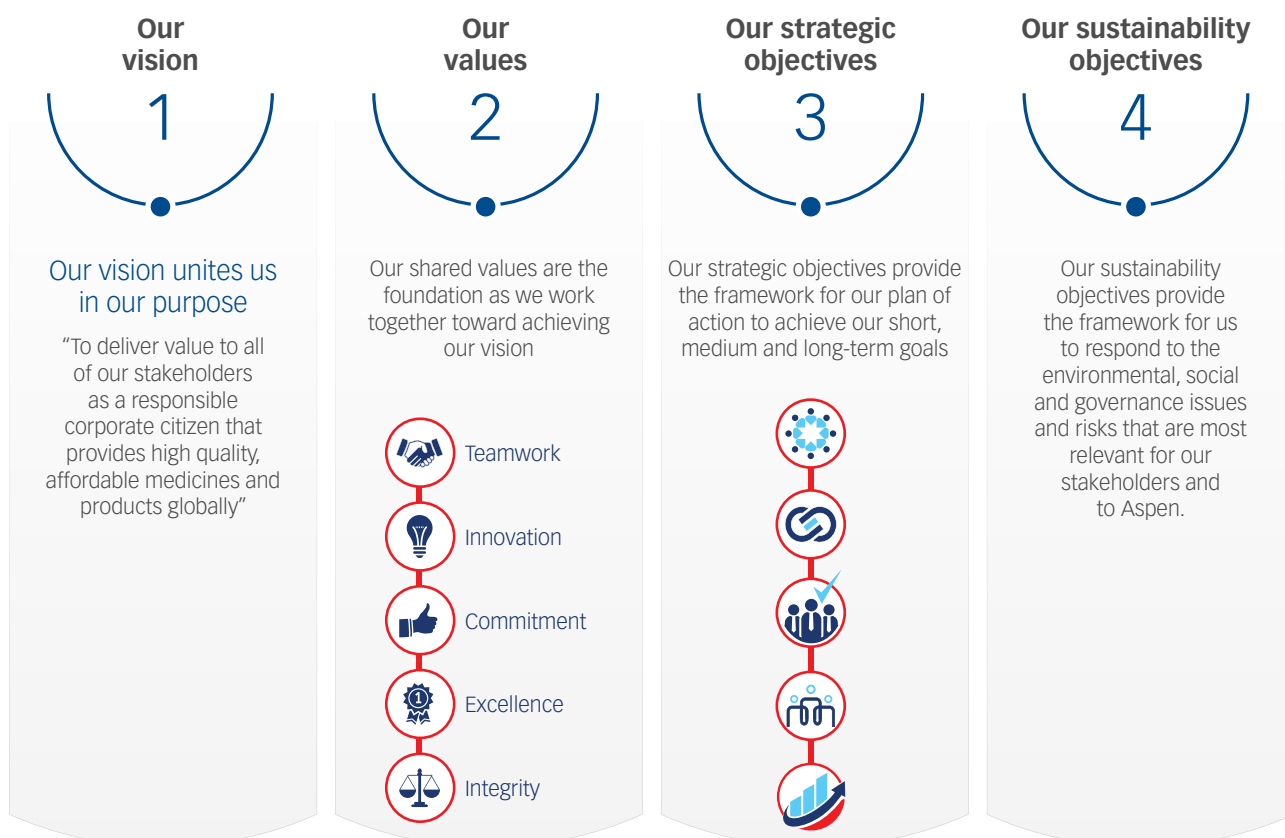 Our
vision
1
Our vision unites us
in our purpose
“To deliver value to all
of our stakeholders
as a responsible
corporate citizen that
provides high quality,
affordable medicines and
products globally”
Our
values
2
Our shared values are the
foundation as we work
together toward achieving
our vision
Teamwork
Innovation
Commitment
1
Excellence
Integrity
Our strategic
objectives
3
Our strategic objectives provide
the framework for our plan of
action to achieve our short,
medium and long-term goals
Our sustainability
objectives
4
Our sustainability
objectives provide
the framework for us
to respond to the
environmental, social
and governance issues
and risks that are most
relevant for our
stakeholders and
to Aspen.